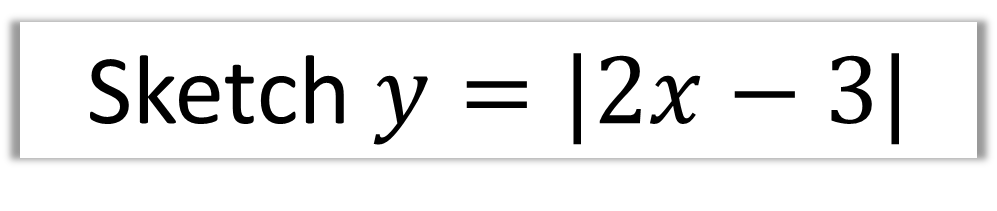 Sketch y = |2x − 3|